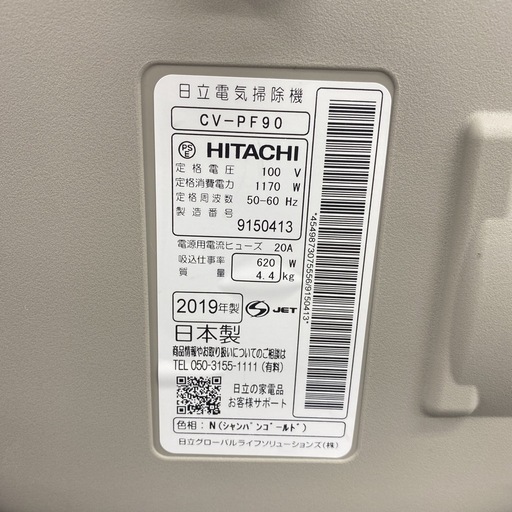 日立電気掃除機
CV-PF90
PS E HITACHI
定格電圧 100 V
定格消費電力 1170 W
定格周波数 50-60 Hz
製造番号 9150413
電源用電流ヒューズ 20A
吸込仕事率 620 W
質量 4.4 kg
2019年製 S JET
日本製
商品情報やお取り扱いについてのご相談は
TEL 050-3155-1111 (有料)
日立の家電品
お客様サポート
色相：N(シャンパンゴールド)
日立グローバルライフソリューションズ(株)
*4549873075556/9150413*